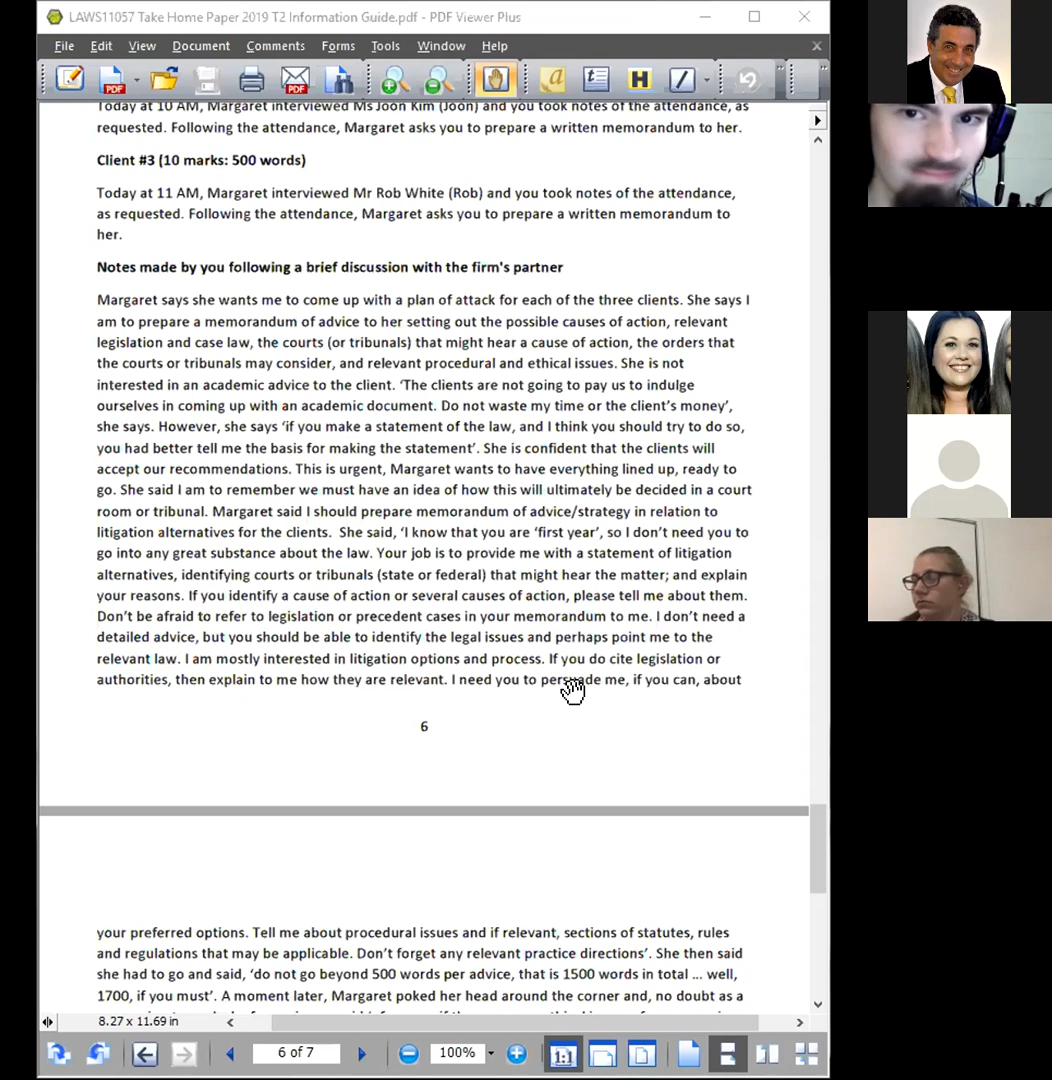 LAWS11057 Take Home Paper 2019 T2 Information Guide.pdf - PDF Viewer Plus
File Edit View Document Comments Forms Tools Window Help
Today at 10 AM, Margaret interviewed Ms Joon Kim (Joon) and you took notes of the attendance, as
requested. Following the attendance, Margaret asks you to prepare a written memorandum to her.
Client #3 (10 marks: 500 words)
Today at 11 AM, Margaret interviewed Mr Rob White (Rob) and you took notes of the attendance,
as requested. Following the attendance, Margaret asks you to prepare a written memorandum to
her.
Notes made by you following a brief discussion with the firm's partner
Margaret says she wants me to come up with a plan of attack for each of the three clients. She says I
am to prepare a memorandum of advice to her setting out the possible causes of action, relevant
legislation and case law, the courts (or tribunals) that might hear a cause of action, the orders that
the courts or tribunals may consider, and relevant procedural and ethical issues. She is not
interested in an academic advice to the client. 'The clients are not going to pay us to indulge
ourselves in coming up with an academic document. Do not waste my time or the client's money',
she says. However, she says 'if you make a statement of the law, and I think you should try to do so,
you had better tell me the basis for making the statement'. She is confident that the clients will
accept our recommendations. This is urgent, Margaret wants to have everything lined up, ready to
go. She said I am to remember we must have an idea of how this will ultimately be decided in a court
room or tribunal. Margaret said I should prepare memorandum of advice/strategy in relation to
litigation alternatives for the clients. She said, 'I know that you are 'first year', so I don't need you to
go into any great substance about the law. Your job is to provide me with a statement of litigation
alternatives, identifying courts or tribunals (state or federal) that might hear the matter; and explain
your reasons. If you identify a cause of action or several causes of action, please tell me about them.
Don't be afraid to refer to legislation or precedent cases in your memorandum to me. I don't need a
detailed advice, but you should be able to identify the legal issues and perhaps point me to the
relevant law. I am mostly interested in litigation options and process. If you do cite legislation or
authorities, then explain to me how they are relevant. I need you to persuade me, if you can, about
6
your preferred options. Tell me about procedural issues and if relevant, sections of statutes, rules
and regulations that may be applicable. Don't forget any relevant practice directions'. She then said
she had to go and said, 'do not go beyond 500 words per advice, that is 1500 words in total ... well,
1700, if you must'. A moment later, Margaret poked her head around the corner and, no doubt as a
8.27 x 11.69 in
6 of 7
100%
1:1